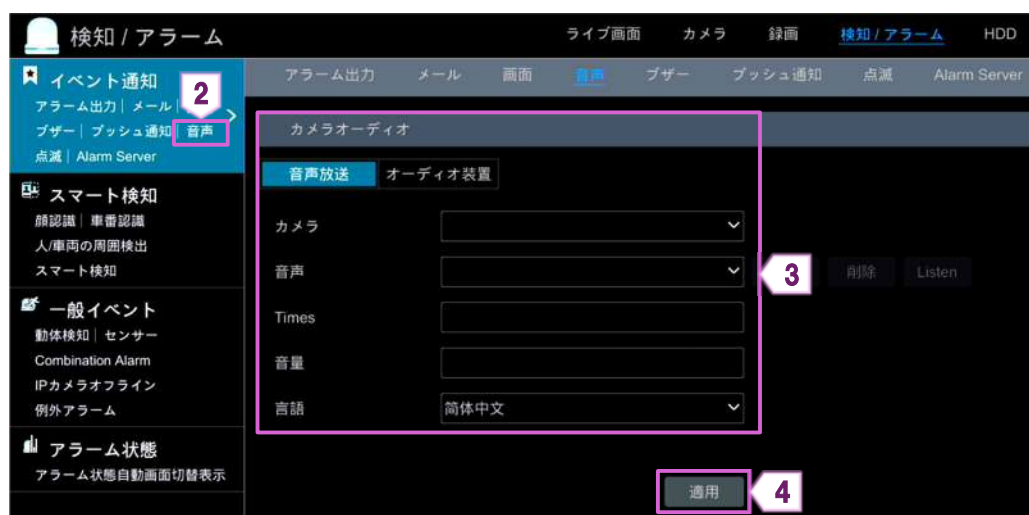 検知 / アラーム
ライブ画面 カメラ 録画 検知 / アラーム HDD
イベント通知
アラーム出力 | メール |
ブザー | プッシュ通知 | 音声
点滅 | Alarm Server
2
アラーム出力 メール 画面 音声 ブザー プッシュ通知 点滅 Alarm Server
スマート検知
顔認識 | 車番認識
人/車両の周囲検出
スマート検知
一般イベント
動体検知 | センサー
Combination Alarm
IPカメラオフライン
例外アラーム
アラーム状態
アラーム状態自動画面切替表示
カメラオーディオ
音声放送 オーディオ装置
カメラ
音声
3
削除 Listen
Times
音量
言語 简体中文
適用
4